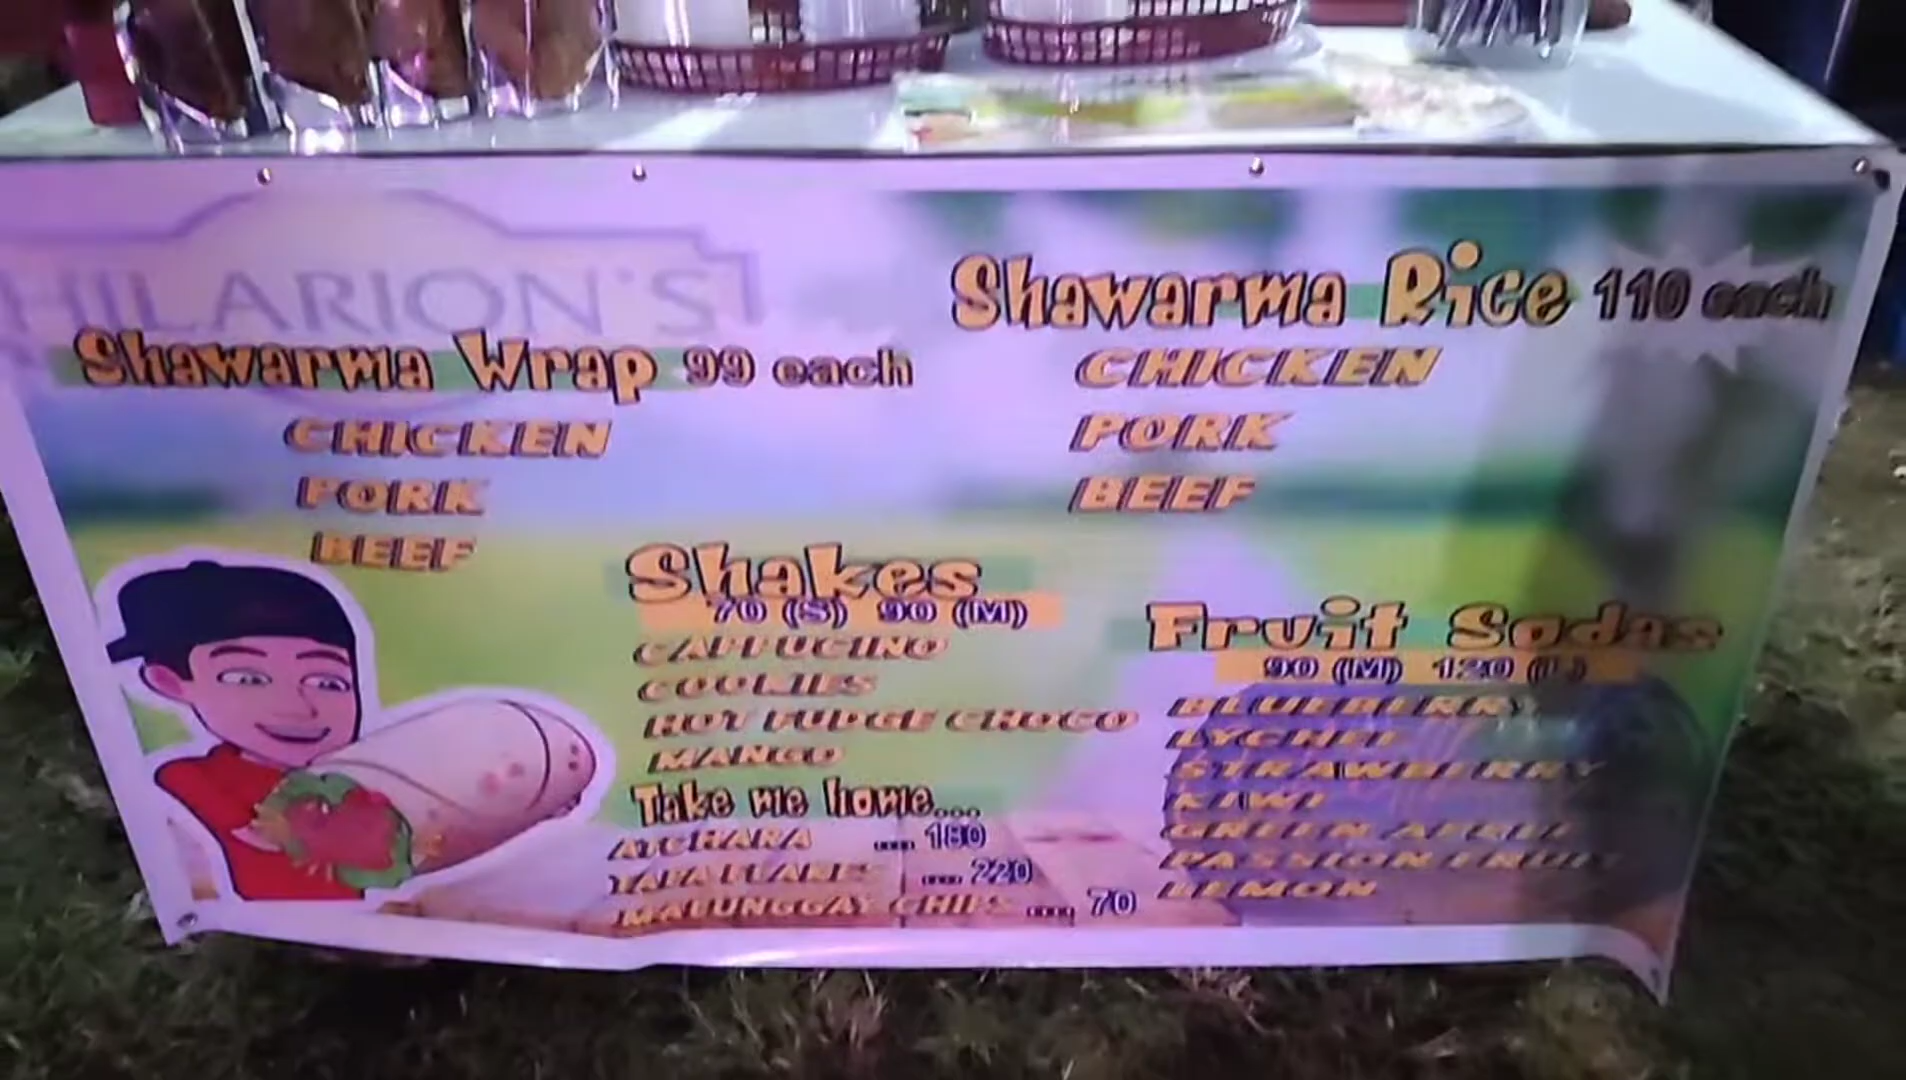 HILARION'S
Shawarma Wrap 99 each
CHICKEN
PORK
BEEF
Shawarma Rice 110 each
CHICKEN
PORK
BEEF
Shakes
70 (S) 90 (M)
CAPPUCINO
COOKIES
HOT FUDGE CHOCO
MANGO
Take me home...
ATCHARA .... 180
TAPA FLAKES .... 220
MALUNGGAY CHIPS .... 70
Fruit Sodas
90 (M) 120 (L)
BLUEBERRY
LYCHEE
STRAWBERRY
KIWI
GREEN APPLE
PASSION FRUIT
LEMON